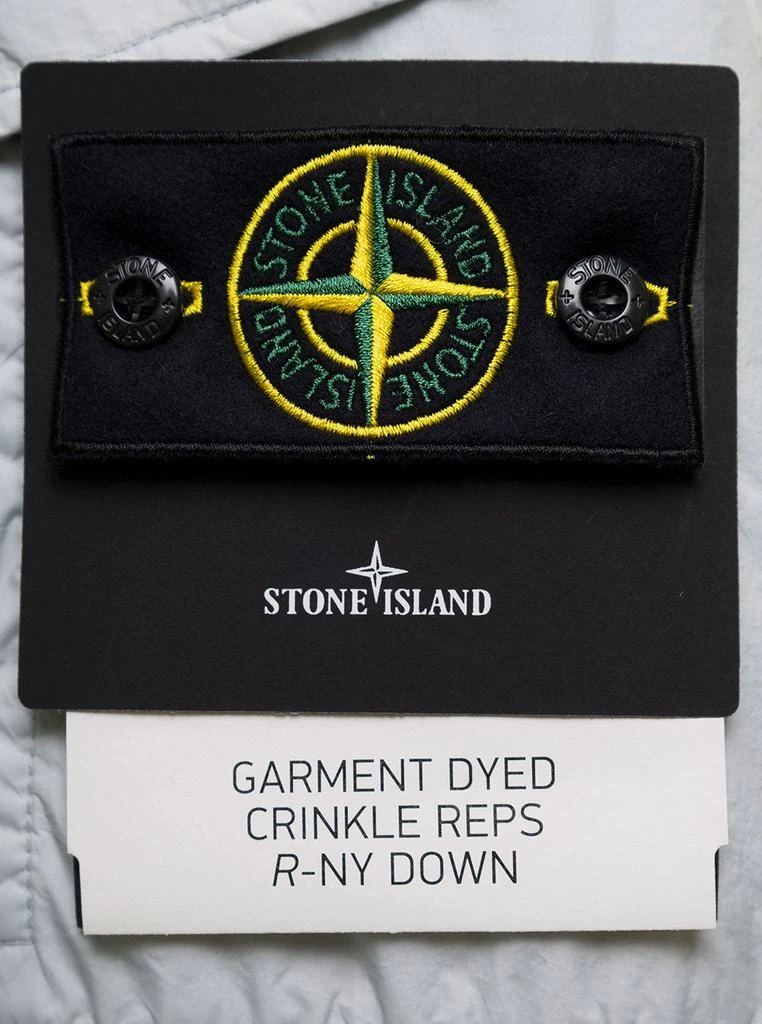 STONE ISLAND
STONE ISLAND
STONE
ISLAND
STONE
ISLAND
STONE ISLAND
GARMENT DYED
CRINKLE REPS
R-NY DOWN